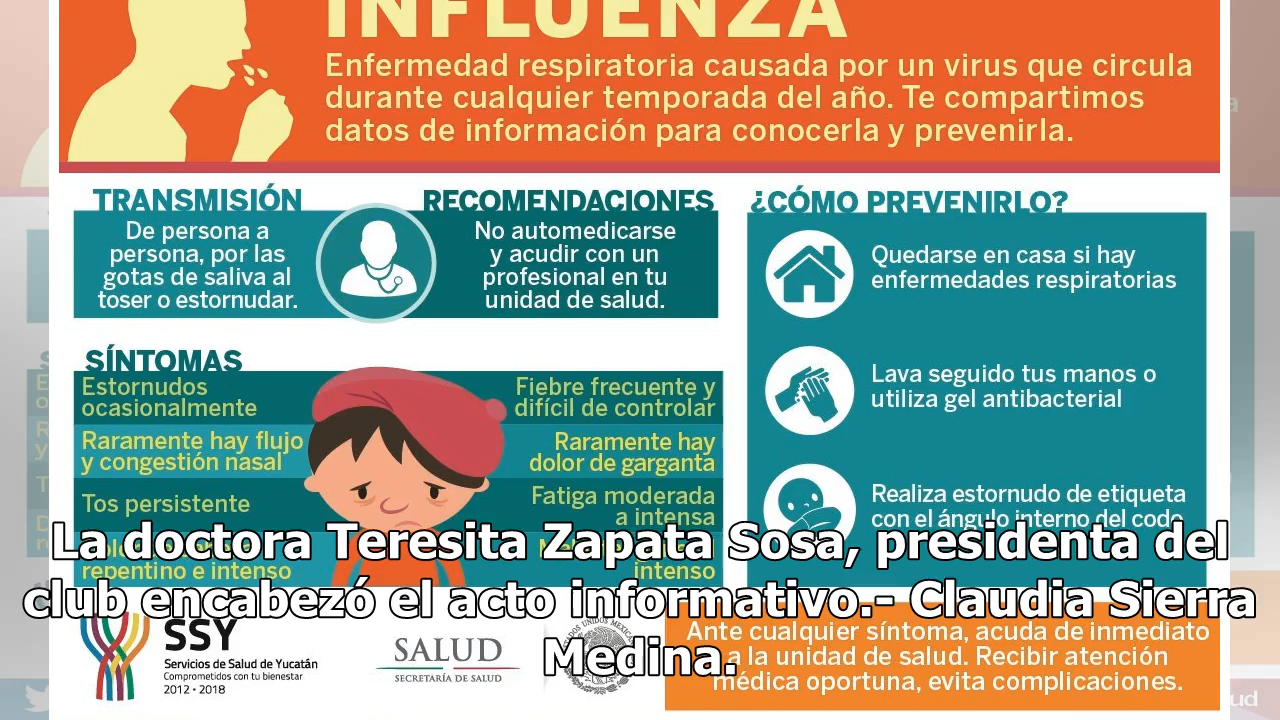 INFLUENZA
Enfermedad respiratoria causada por un virus que circula
durante cualquier temporada del año. Te compartimos
datos de información para conocerla y prevenirla.
TRANSMISIÓN
De persona a
persona, por las
gotas de saliva al
toser o estornudar.
RECOMENDACIONES
No automedicarse
y acudir con un
profesional en tu
unidad de salud.
¿CÓMO PREVENIRLO?
Quedarse en casa si hay
enfermedades respiratorias
Lava seguido tus manos o
utiliza gel antibacterial
Realiza estornudo de etiqueta
con el ángulo interno del codo
SÍNTOMAS
Estornudos
ocasionalmente
Raramente hay flujo
y congestión nasal
Tos persistente
repentino e intenso
Fiebre frecuente y
difícil de controlar
Raramente hay
dolor de garganta
Fatiga moderada
a intensa
intenso
La doctora Teresita Zapata Sosa, presidenta del
club encabezó el acto informativo.- Claudia Sierra
Medina.
SSY
Servicios de Salud de Yucatán
Comprometidos con tu bienestar
2012 • 2018
SALUD
SECRETARÍA DE SALUD
Ante cualquier síntoma, acuda de inmediato
a la unidad de salud. Recibir atención
médica oportuna, evita complicaciones.